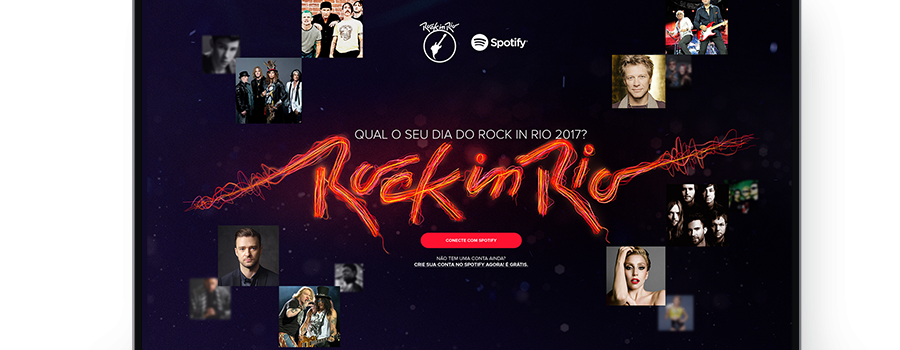 Rock in Rio
Spotify
QUAL O SEU DIA DO ROCK IN RIO 2017?
Rock in Rio
CONECTE COM SPOTIFY
NÃO TEM UMA CONTA AINDA?
CRIE SUA CONTA NO SPOTIFY AGORA! É GRÁTIS.